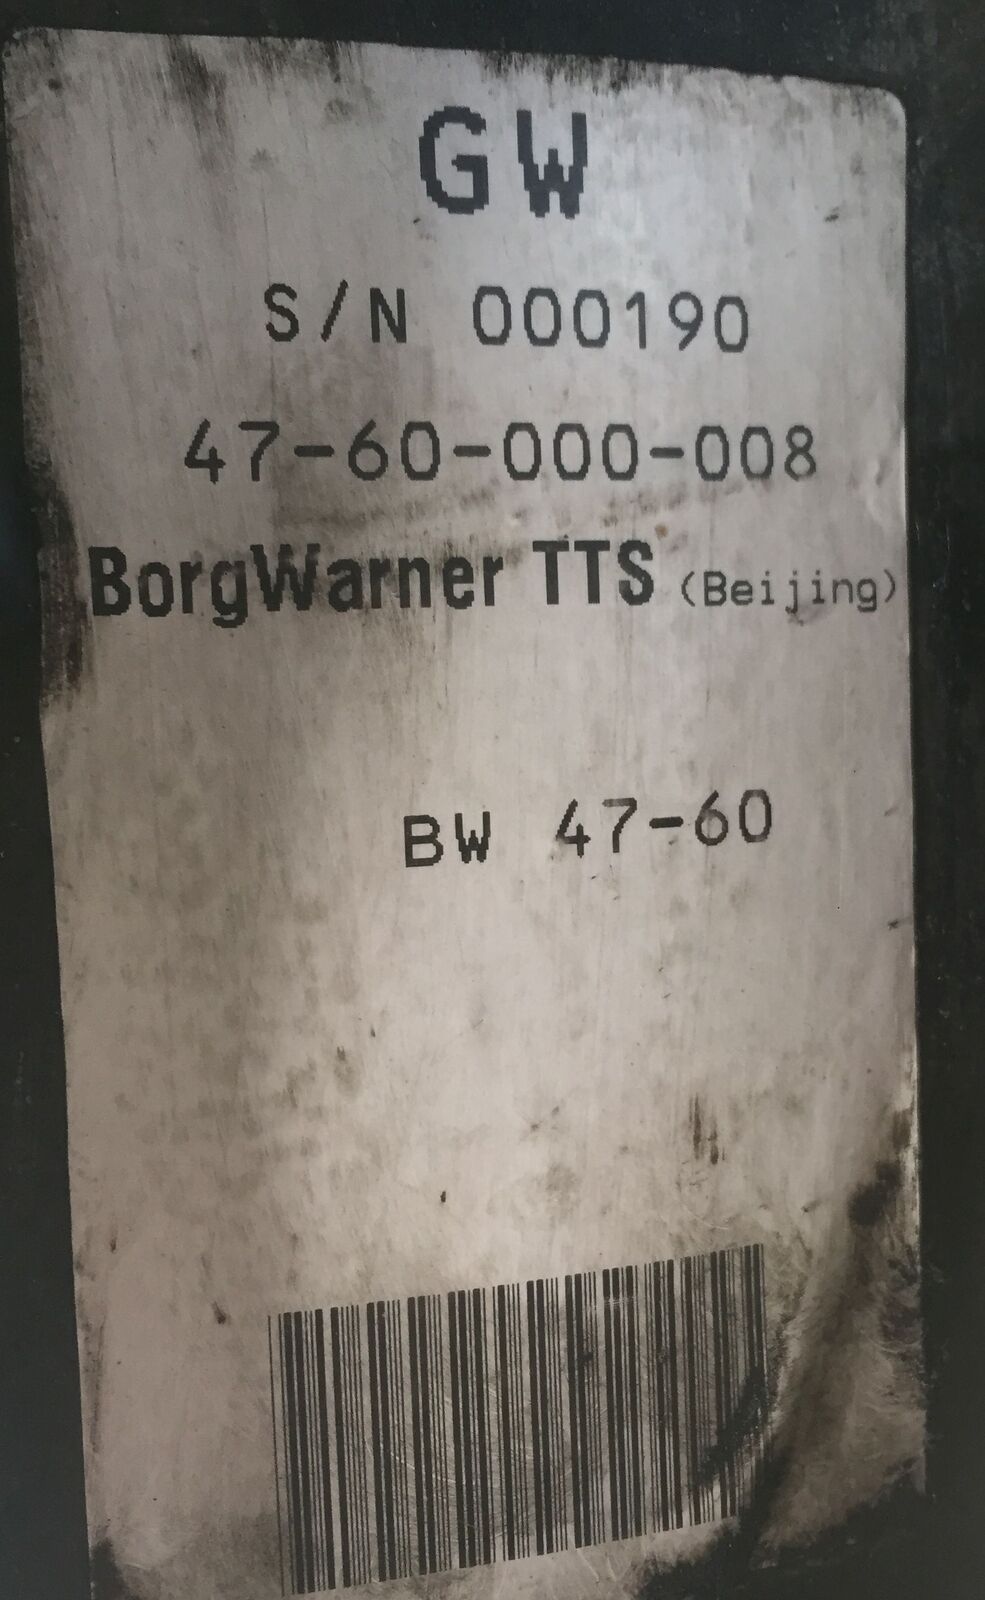 GW
S/N 000190
47-60-000-008
BorgWarner TTS (Beijing)
BW 47-60